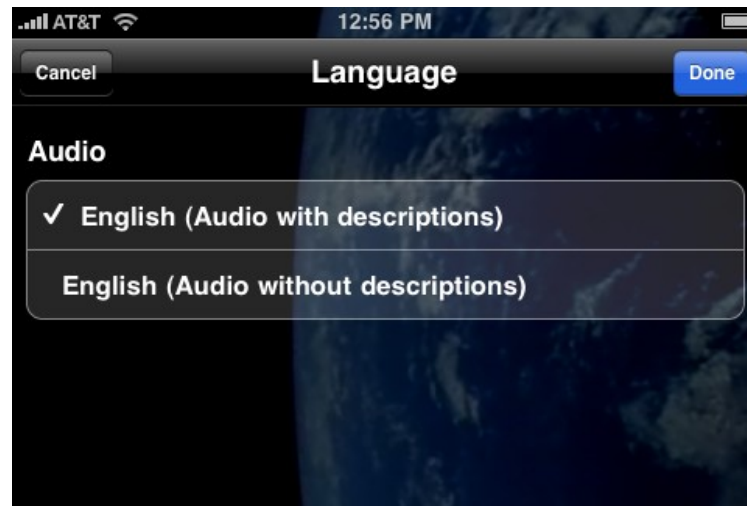 AT&T 12:56 PM
Cancel Language Done
Audio
✓ English (Audio with descriptions)
English (Audio without descriptions)